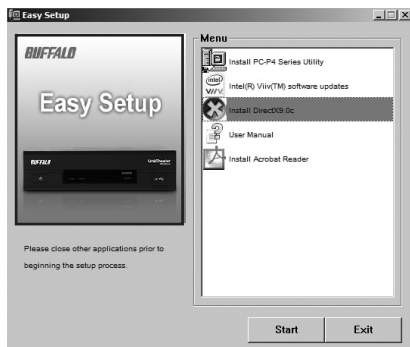 Easy Setup
BUFFALO
Easy Setup
BUFFALO
LinkTheater
Please close other applications prior to
beginning the setup process.
Menu
Install PC-P4 Series Utility
intel
Viiv
Intel(R) Viiv(TM) software updates
Install DirectX9.0c
User Manual
Install Acrobat Reader
Start
Exit